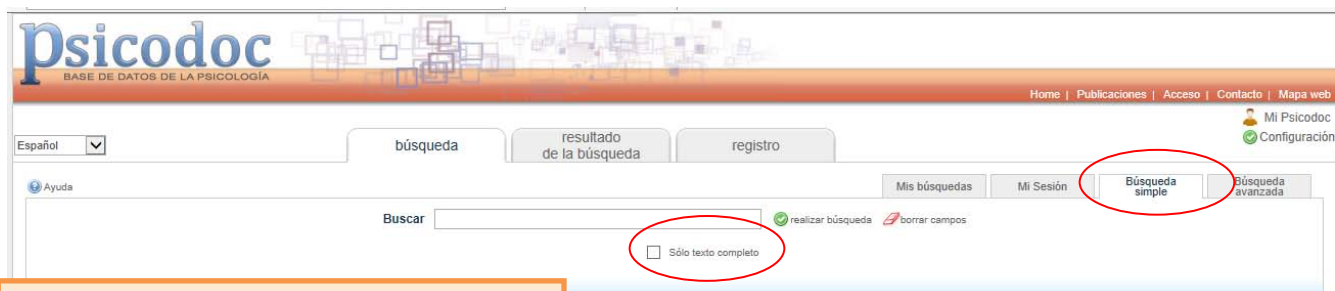 Psicodoc
BASE DE DATOS DE LA PSICOLOGÍA
Home | Publicaciones | Acceso | Contacto | Mapa web
Mi Psicodoc
Configuración
Español
búsqueda
resultado
de la búsqueda
registro
Ayuda
Mis búsquedas
Mi Sesión
Búsqueda
simple
Búsqueda
avanzada
Buscar
realizar búsqueda
borrar campos
Sólo texto completo